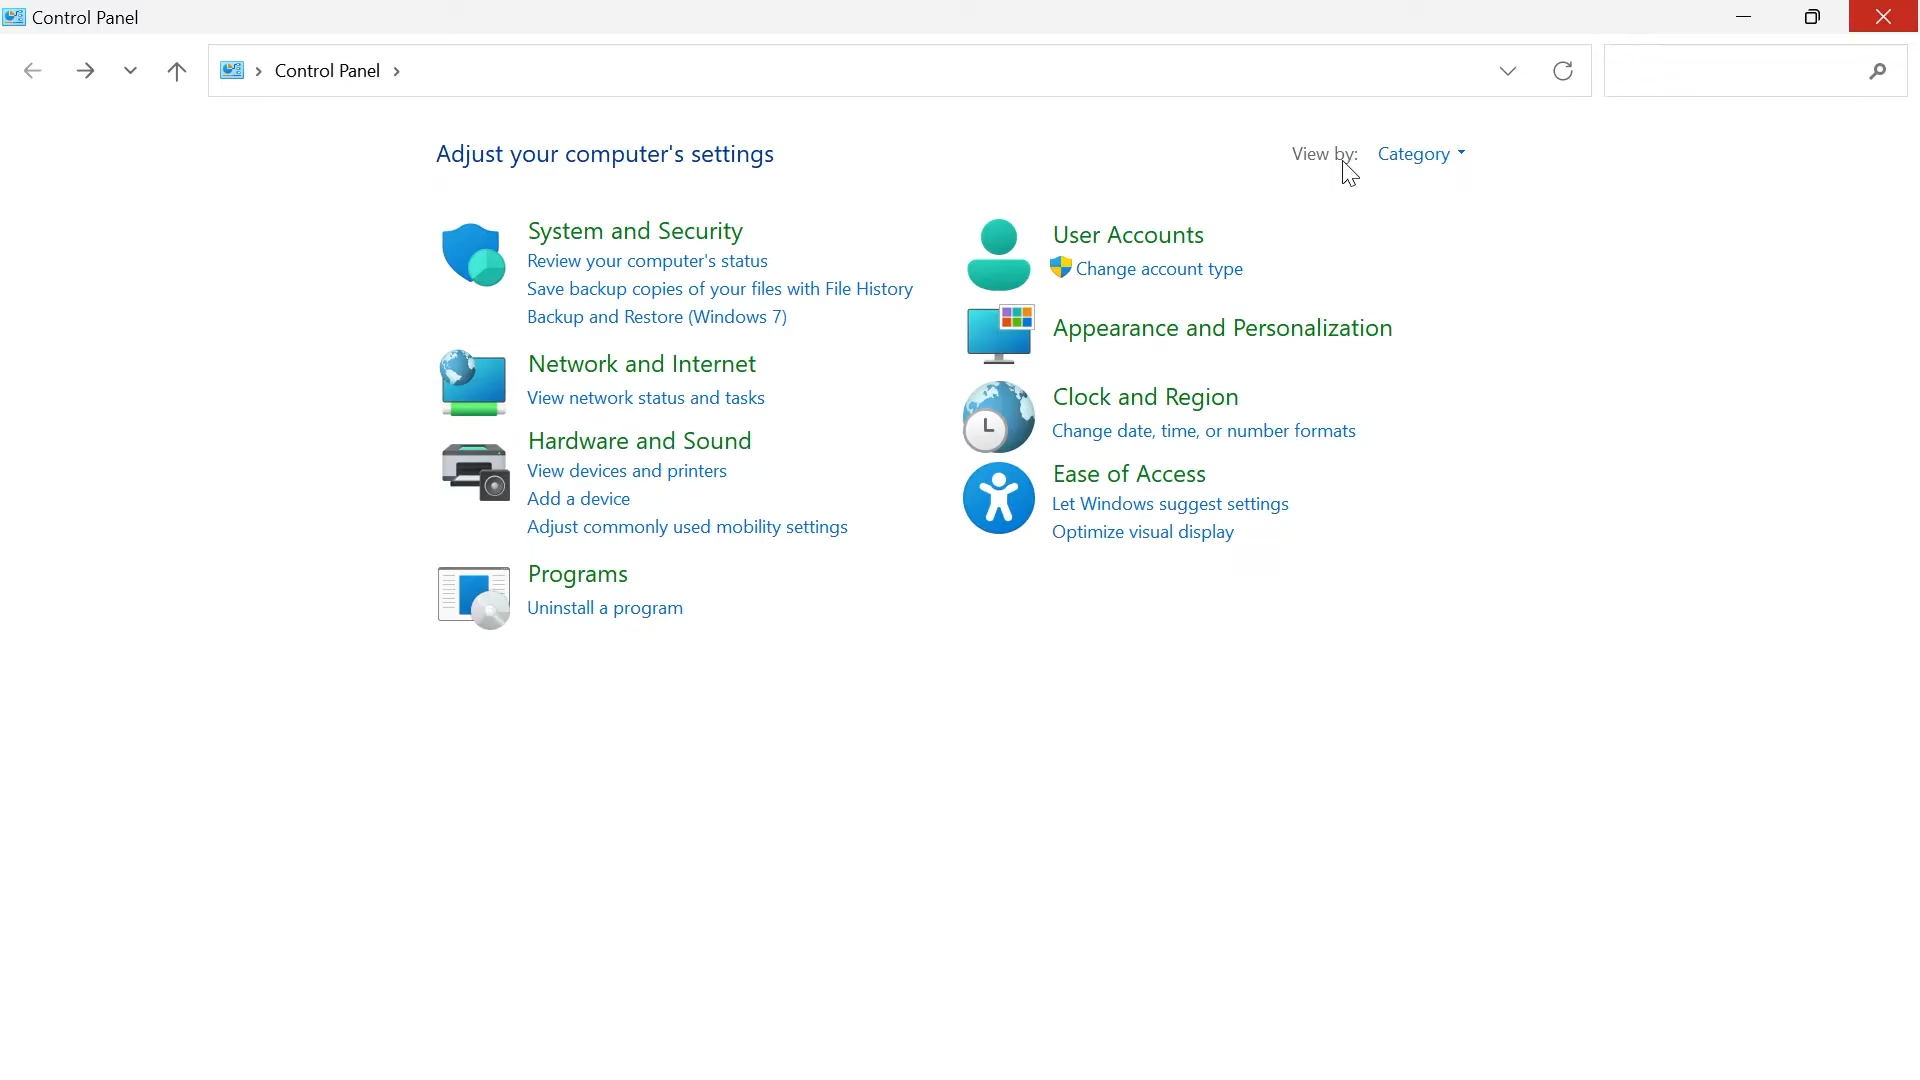 Control Panel
Control Panel
Adjust your computer's settings
View by: Category
System and Security
Review your computer's status
Save backup copies of your files with File History
Backup and Restore (Windows 7)
Network and Internet
View network status and tasks
Hardware and Sound
View devices and printers
Add a device
Adjust commonly used mobility settings
Programs
Uninstall a program
User Accounts
Change account type
Appearance and Personalization
Clock and Region
Change date, time, or number formats
Ease of Access
Let Windows suggest settings
Optimize visual display